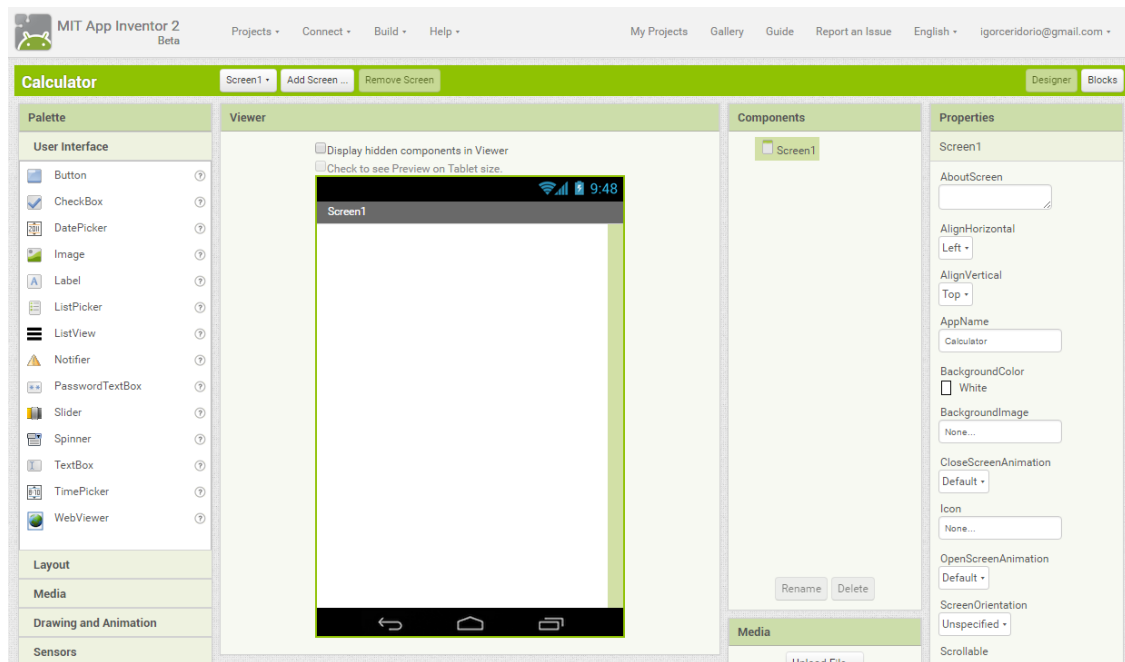 MIT App Inventor 2
Beta
Projects Connect Build Help My Projects Gallery Guide Report an Issue English igorceridorio@gmail.com
Calculator Screen1 Add Screen ... Remove Screen Designer Blocks
Palette
User Interface
Button
CheckBox
DatePicker
Image
Label
ListPicker
ListView
Notifier
PasswordTextBox
Slider
Spinner
TextBox
TimePicker
WebViewer
Layout
Media
Drawing and Animation
Sensors
Viewer
Display hidden components in Viewer
Check to see Preview on Tablet size.
9:48
Screen1
Components
Screen1
Rename Delete
Media
Upload File ...
Properties
Screen1
AboutScreen
AlignHorizontal
Left
AlignVertical
Top
AppName
Calculator
BackgroundColor
White
BackgroundImage
None...
CloseScreenAnimation
Default
Icon
None...
OpenScreenAnimation
Default
ScreenOrientation
Unspecified
Scrollable